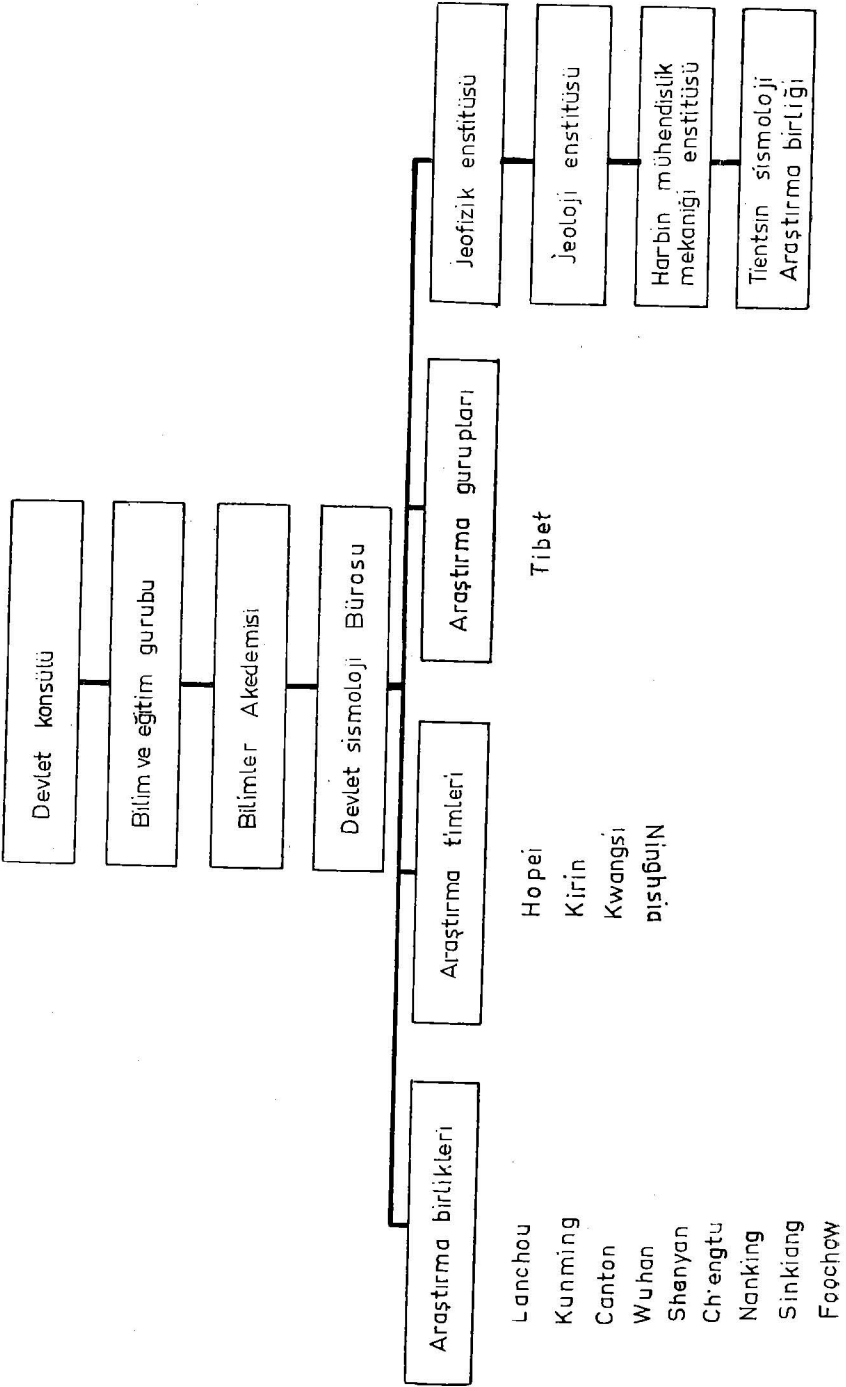 Devlet konsülü
Bilim ve eğitim gurubu
Bilimler Akedemisi
Devlet sismoloji Bürosu
Araştırma birlikleri
Lanchou
Kunming
Canton
Wuhan
Shenyan
Ch'engtu
Nanking
Sinkiang
Foochow
Araştırma timleri
Hopei
Kirin
Kwangsi
Ninghsia
Araştırma gurupları
Tibet
Jeofizik enstitüsü
Jeoloji enstitüsü
Harbin mühendislik
mekaniği enstitüsü
Tientsin sismoloji
Araştırma birliği